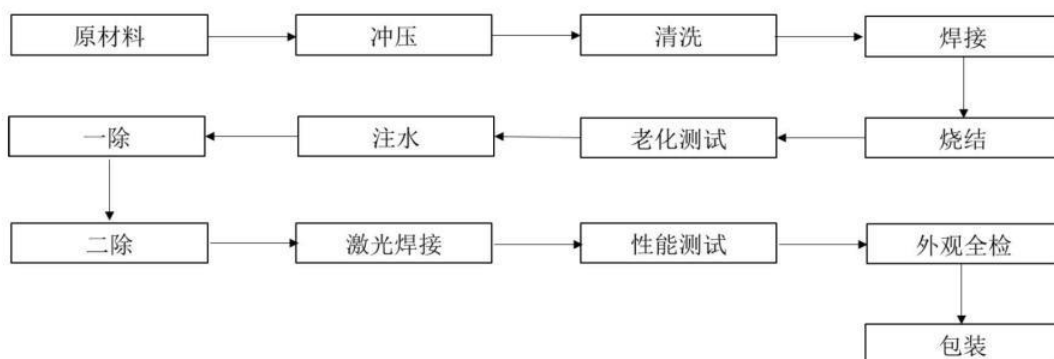 原材料
冲压
清洗
焊接
烧结
老化测试
注水
一除
二除
激光焊接
性能测试
外观全检
包装